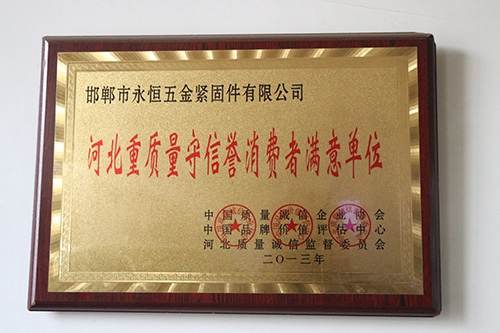 邯郸市永恒五金紧固件有限公司
河北重质量守信誉消费者满意单位
中国质量诚信企业协会
中国品牌价值评估中心
河北质量诚信监督委员会
二〇一三年